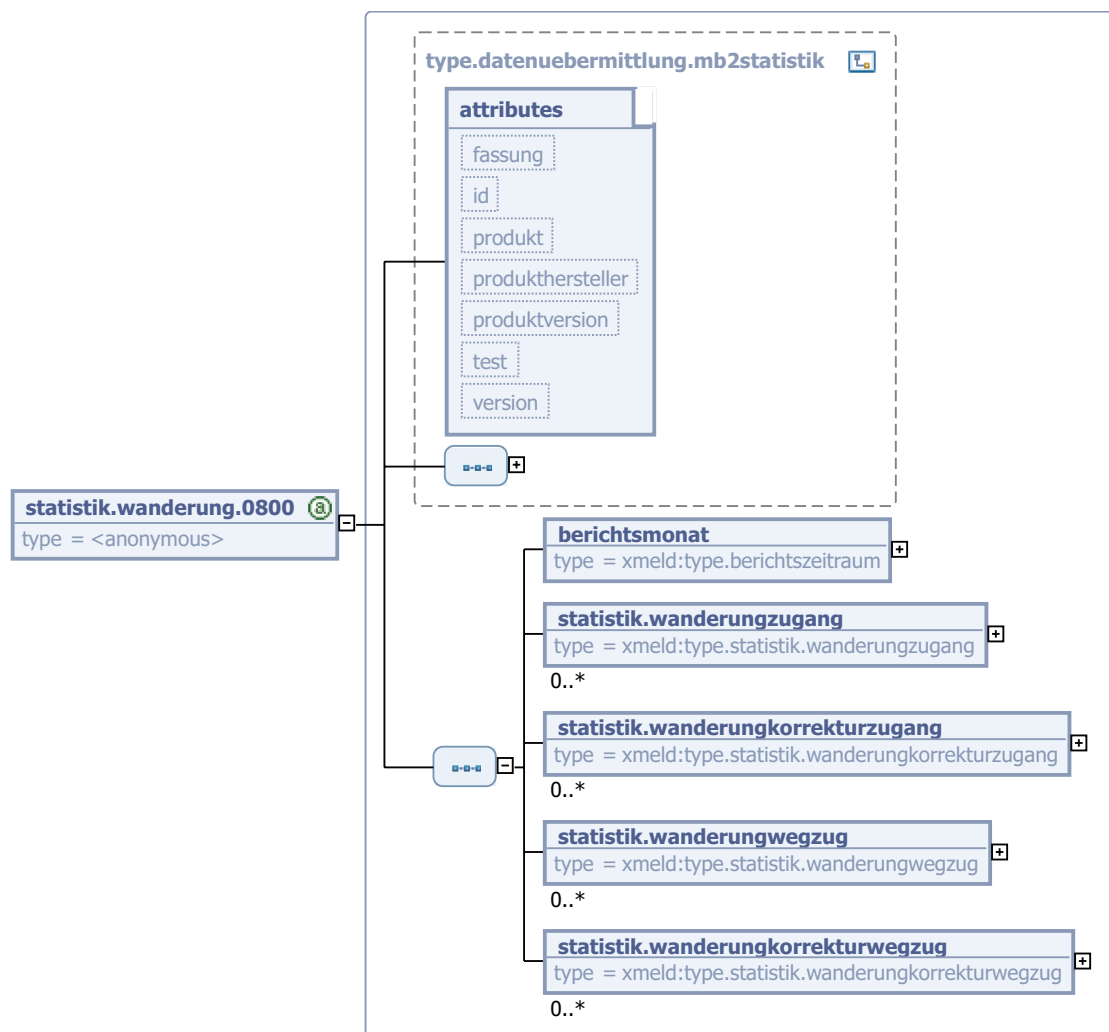 type.datenuebermittlung.mb2statistik
attributes
fassung
id
produkt
produkthersteller
produktversion
test
version
statistik.wanderung.0800 @
type = <anonymous>
berichtsmonat
type = xmeld:type.berichtszeitraum
statistik.wanderungzugang
type = xmeld:type.statistik.wanderungzugang
0..*
statistik.wanderungkorrekturzugang
type = xmeld:type.statistik.wanderungkorrekturzugang
0..*
statistik.wanderungwegzug
type = xmeld:type.statistik.wanderungwegzug
0..*
statistik.wanderungkorrekturwegzug
type = xmeld:type.statistik.wanderungkorrekturwegzug
0..*